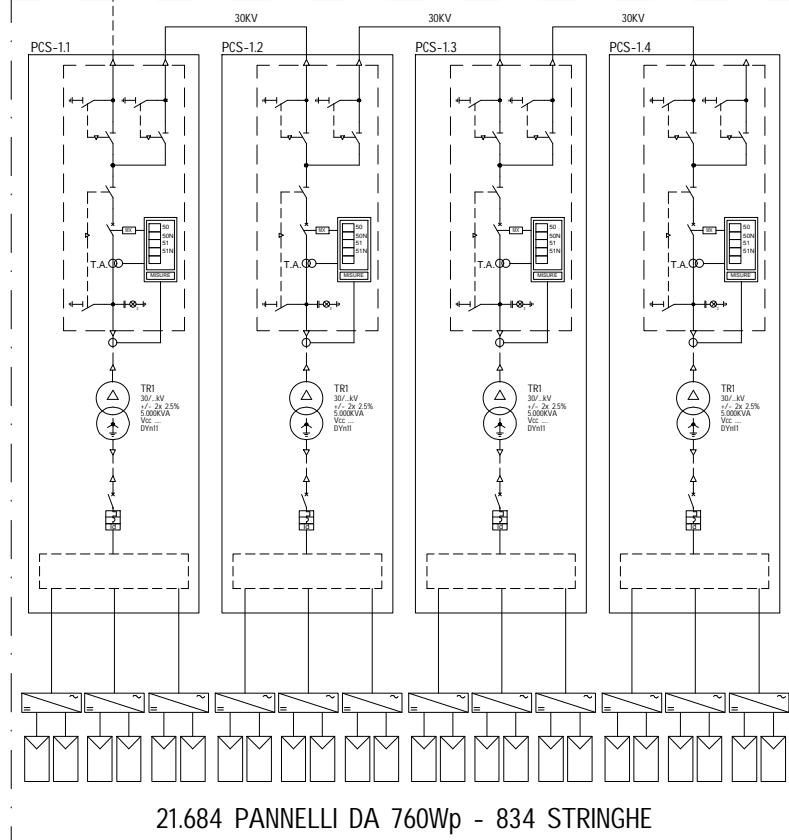 30KV 30KV 30KV
PCS-1.1 PCS-1.2 PCS-1.3 PCS-1.4
50
50N
51
51N
MX
T.A.
MISURE
50
50N
51
51N
MX
T.A.
MISURE
50
50N
51
51N
MX
T.A.
MISURE
50
50N
51
51N
MX
T.A.
MISURE
TR1
30/...kV
+/- 2x 2.5%
5.000KVA
Vcc ....
DYn11
TR1
30/...kV
+/- 2x 2.5%
5.000KVA
Vcc ....
DYn11
TR1
30/...kV
+/- 2x 2.5%
5.000KVA
Vcc ....
DYn11
TR1
30/...kV
+/- 2x 2.5%
5.000KVA
Vcc ....
DYn11
21.684 PANNELLI DA 760Wp - 834 STRINGHE